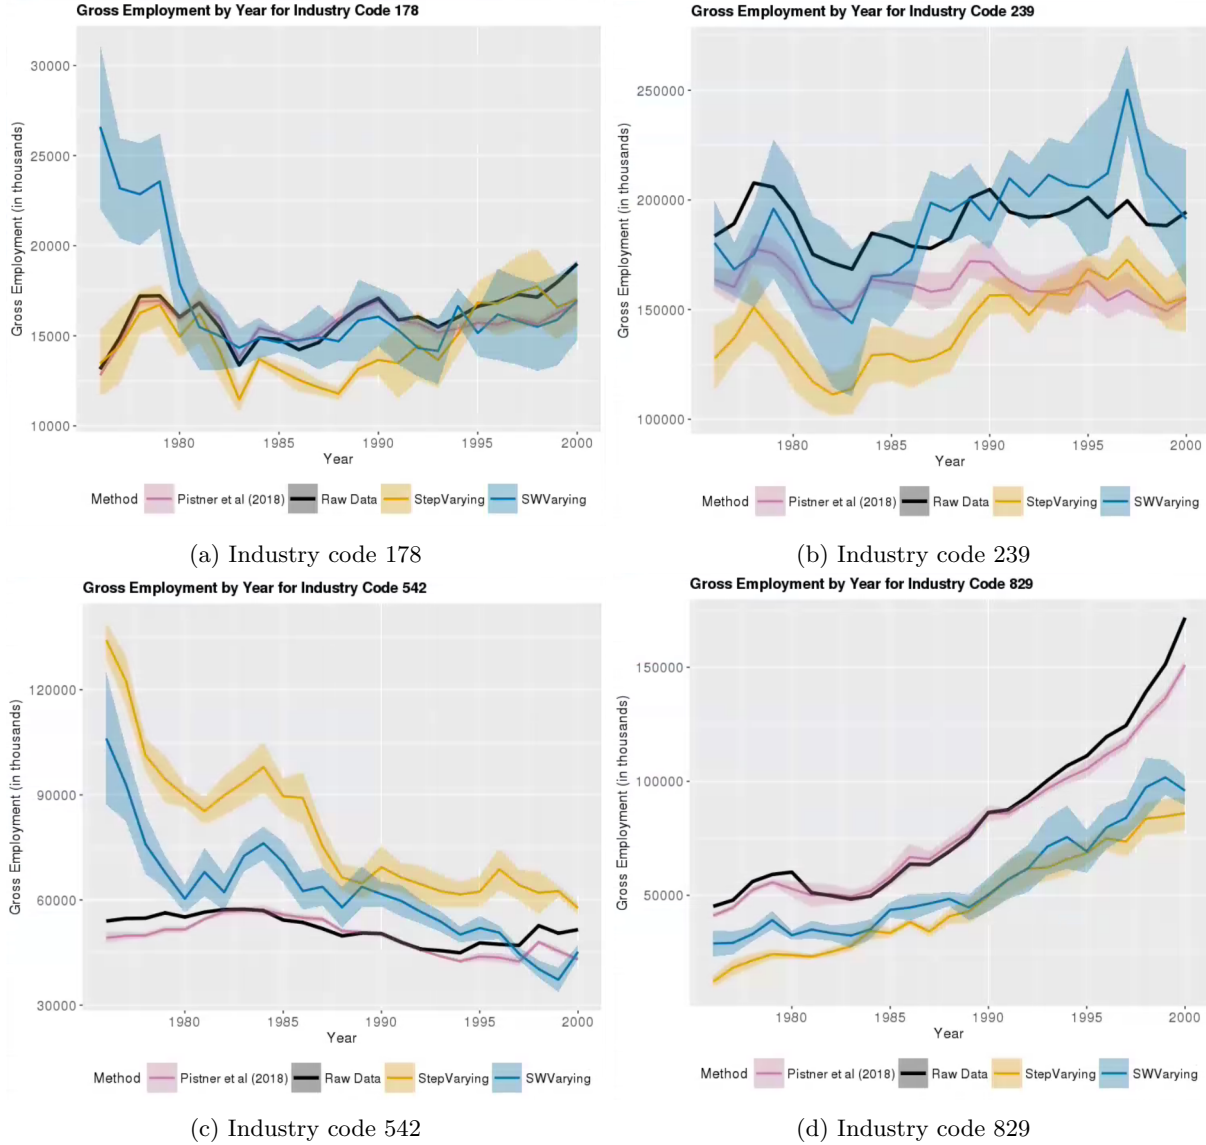 Gross Employment by Year for Industry Code 178
Gross Employment (in thousands)
30000
25000
20000
15000
10000
1980 1985 1990 1995 2000
Year
Method Pistner et al (2018) Raw Data StepVarying SWVarying
(a) Industry code 178
Gross Employment by Year for Industry Code 239
Gross Employment (in thousands)
250000
200000
150000
100000
1980 1985 1990 1995 2000
Year
Method Pistner et al (2018) Raw Data StepVarying SWVarying
(b) Industry code 239
Gross Employment by Year for Industry Code 542
Gross Employment (in thousands)
120000
90000
60000
30000
1980 1985 1990 1995 2000
Year
Method Pistner et al (2018) Raw Data StepVarying SWVarying
(c) Industry code 542
Gross Employment by Year for Industry Code 829
Gross Employment (in thousands)
150000
100000
50000
1980 1985 1990 1995 2000
Year
Method Pistner et al (2018) Raw Data StepVarying SWVarying
(d) Industry code 829